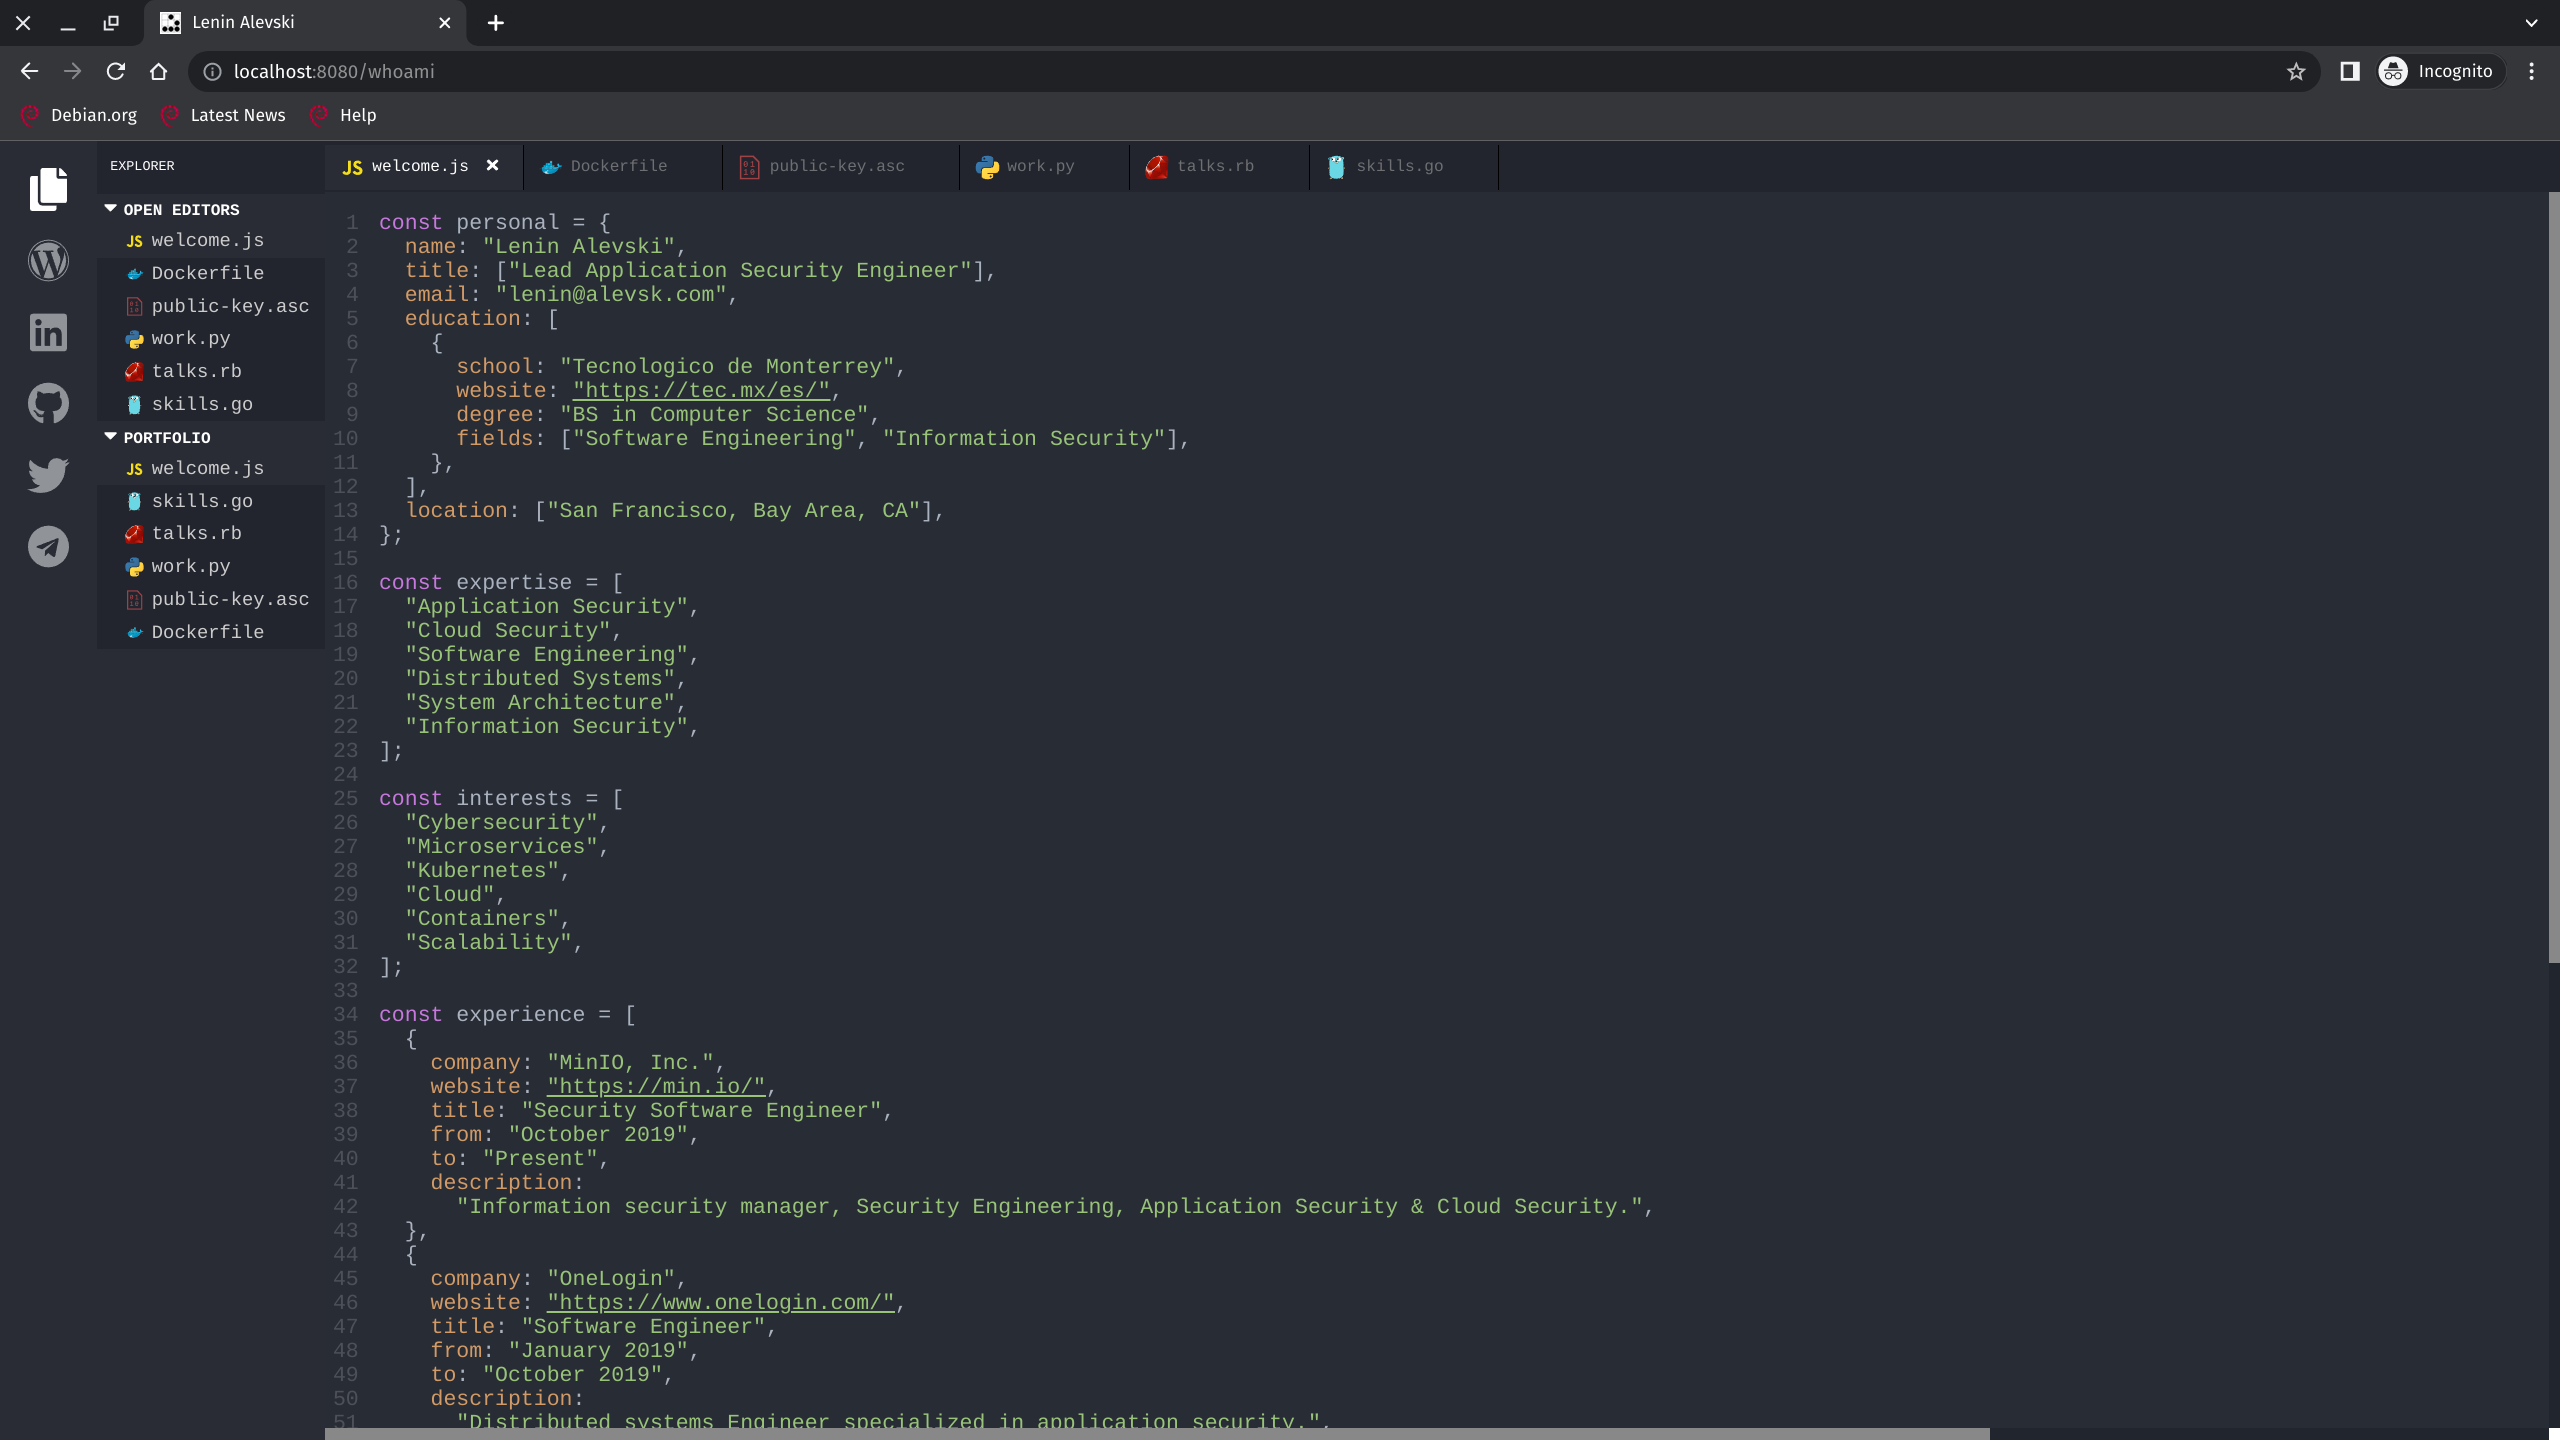 Lenin Alevski
localhost:8080/whoami
Incognito
Debian.org
Latest News
Help
EXPLORER
OPEN EDITORS
JS welcome.js
Dockerfile
public-key.asc
work.py
talks.rb
skills.go
PORTFOLIO
JS welcome.js
skills.go
talks.rb
work.py
public-key.asc
Dockerfile
JS welcome.js
Dockerfile
public-key.asc
work.py
talks.rb
skills.go
1 const personal = {
2 name: "Lenin Alevski",
3 title: ["Lead Application Security Engineer"],
4 email: "lenin@alevsk.com",
5 education: [
6 {
7 school: "Tecnologico de Monterrey",
8 website: "https://tec.mx/es/",
9 degree: "BS in Computer Science",
10 fields: ["Software Engineering", "Information Security"],
11 },
12 ],
13 location: ["San Francisco, Bay Area, CA"],
14 };
15
16 const expertise = [
17 "Application Security",
18 "Cloud Security",
19 "Software Engineering",
20 "Distributed Systems",
21 "System Architecture",
22 "Information Security",
23 ];
24
25 const interests = [
26 "Cybersecurity",
27 "Microservices",
28 "Kubernetes",
29 "Cloud",
30 "Containers",
31 "Scalability",
32 ];
33
34 const experience = [
35 {
36 company: "MinIO, Inc.",
37 website: "https://min.io/",
38 title: "Security Software Engineer",
39 from: "October 2019",
40 to: "Present",
41 description:
42 "Information security manager, Security Engineering, Application Security & Cloud Security.",
43 },
44 {
45 company: "OneLogin",
46 website: "https://www.onelogin.com/",
47 title: "Software Engineer",
48 from: "January 2019",
49 to: "October 2019",
50 description:
51 "Distributed systems Engineer specialized in application security.",